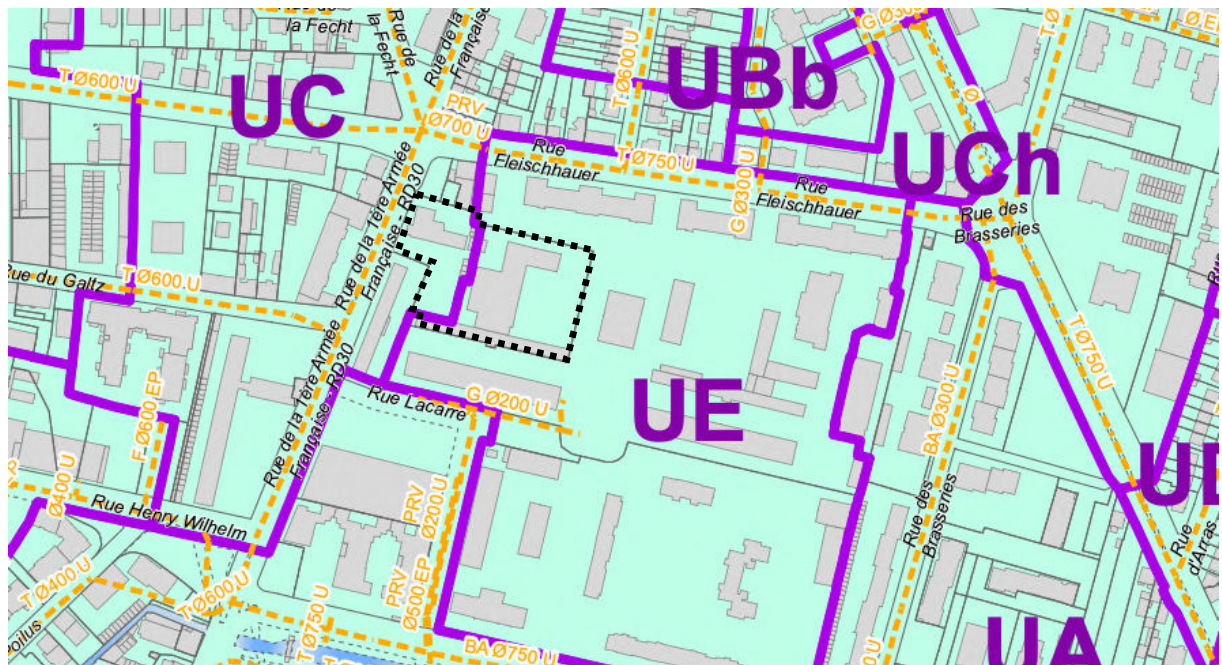 la Fecht
Rue de
la Fecht
Rue de la
Française
UBb
G Ø300
T Ø600 U
T Ø600 U
UC
PRV
Ø700 U
Rue
Fleischhauer
T Ø750 U
G Ø300 U
Rue
Fleischhauer
UCh
Rue des
Brasseries
Rue de la 1ère Armée
Française - RD30
Rue du Galtz
T Ø600 U
T Ø750 U
Rue de la 1ère Armée
Française - RD30
Rue Lacarre
G Ø200 U
UE
BA Ø300 U
F Ø600 EP
Ø400 U
Rue Henry Wilhelm
PRV
Ø200 U
PRV
Ø500 EP
Rue des
Brasseries
Rue
d'Arras
T Ø400 U
T Ø600 U
T Ø750 U
BA Ø750 U
Poilus
UA